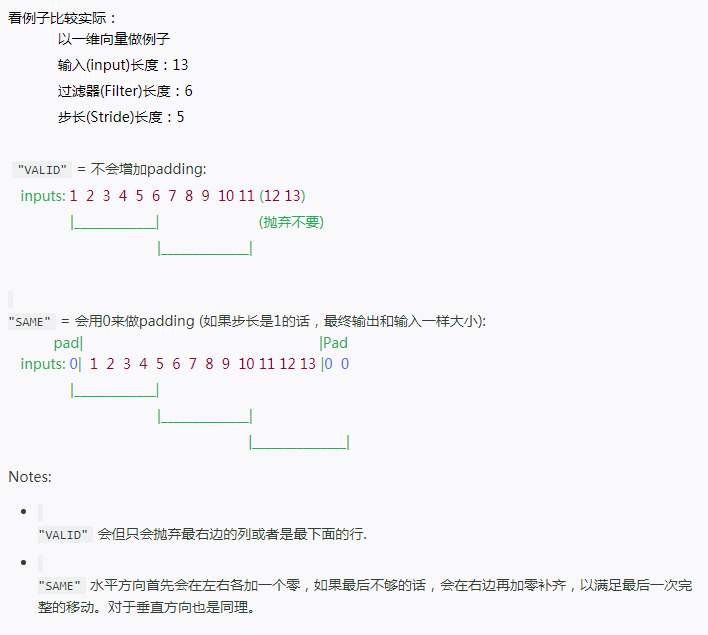 看例子比较实际：
以一维向量做例子
输入(input)长度：13
过滤器(Filter)长度：6
步长(Stride)长度：5
"VALID" = 不会增加padding:
inputs: 1 2 3 4 5 6 7 8 9 10 11 (12 13)
|____________| (抛弃不要)
|_____________|
"SAME" = 会用0来做padding (如果步长是1的话，最终输出和输入一样大小):
pad| |Pad
inputs: 0| 1 2 3 4 5 6 7 8 9 10 11 12 13 |0 0
|____________|
|_____________|
|______________|
Notes:
"VALID" 会但只会抛弃最右边的列或者是最下面的行.
"SAME" 水平方向首先会在左右各加一个零，如果最后不够的话，会在右边再加零补齐，以满足最后一次完
整的移动。对于垂直方向也是同理。